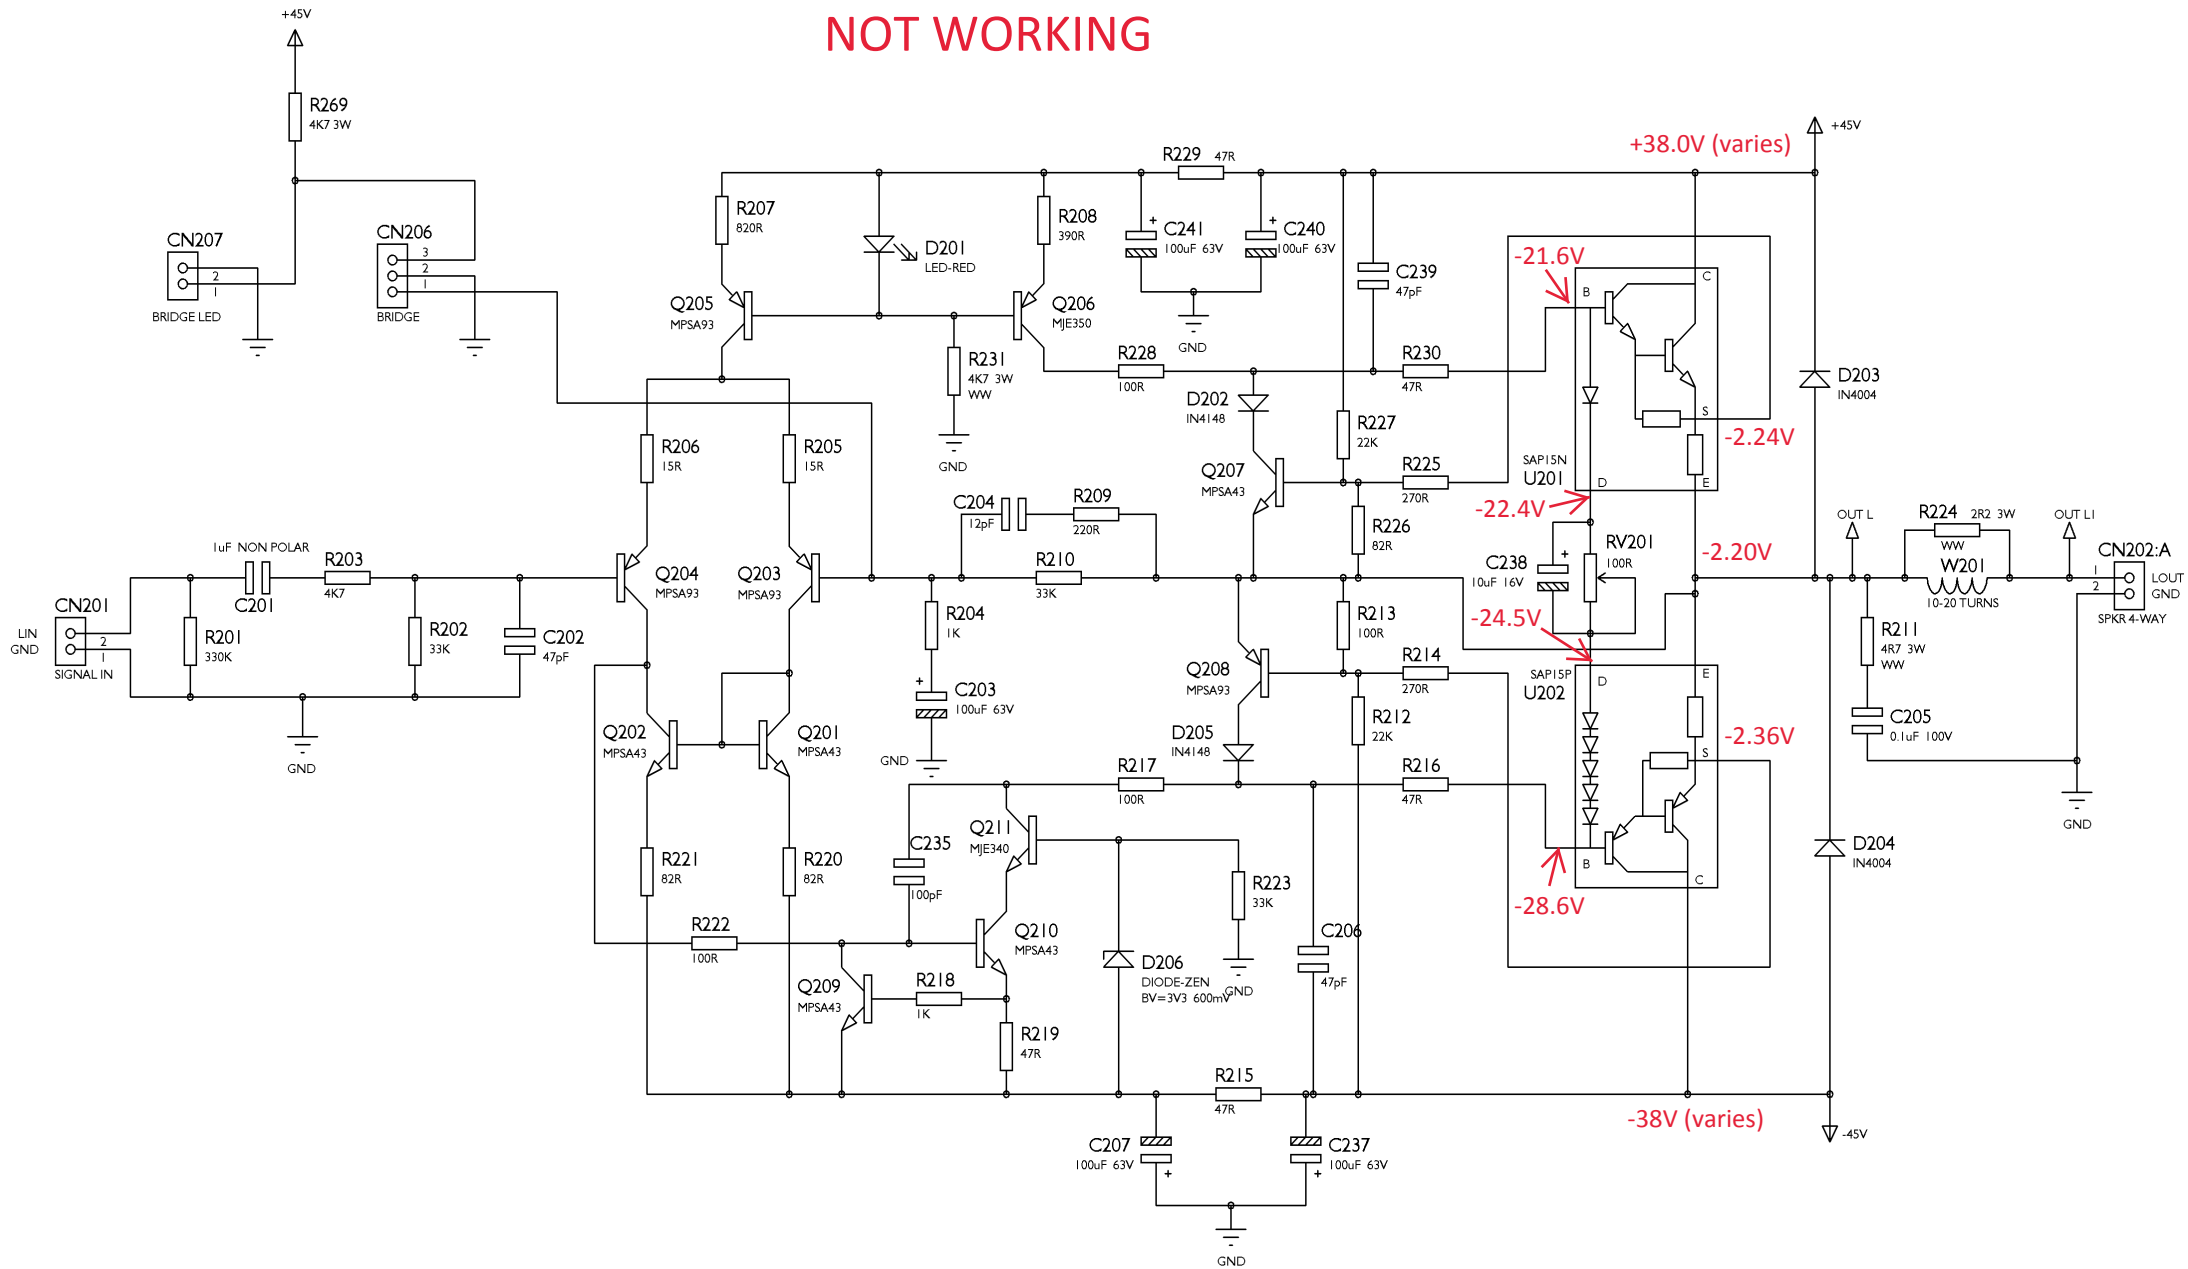 NOT WORKING
+45V
R269
4K7 3W
CN207
2
1
BRIDGE LED
CN206
3
2
1
BRIDGE
R229 47R
+38.0V (varies)
+45V
R207
820R
D201
LED-RED
R208
390R
C241
100uF 63V
C240
100uF 63V
GND
C239
47pF
-21.6V
B
C
Q205
MPSA93
Q206
MJE350
R231
4K7 3W
WW
GND
R228
100R
R230
47R
D202
IN4148
D203
IN4004
R227
22K
S
-2.24V
R206
15R
R205
15R
Q207
MPSA43
R225
270R
SAP15N
U201
D
E
-22.4V
C204
12pF
R209
220R
R226
82R
C238
10uF 16V
RV201
100R
-2.20V
OUT L
R224 2R2 3W
WW
OUT L1
CN202:A
1
2
LOUT
GND
SPKR 4-WAY
W201
10-20 TURNS
1uF NON POLAR
C201
R203
4K7
Q204
MPSA93
Q203
MPSA93
R210
33K
CN201
LIN
GND
2
1
SIGNAL IN
R201
330K
R202
33K
C202
47pF
GND
R204
1K
C203
100uF 63V
GND
R213
100R
-24.5V
R211
4R7 3W
WW
C205
0.1uF 100V
GND
Q208
MPSA93
R214
270R
SAP15P
U202
D
E
R212
22K
D205
IN4148
-2.36V
S
Q202
MPSA43
Q201
MPSA43
R217
100R
R216
47R
B
C
-28.6V
Q211
MJE340
C235
100pF
R221
82R
R220
82R
R223
33K
GND
D204
IN4004
R222
100R
Q210
MPSA43
C206
47pF
D206
DIODE-ZEN
BV=3V3 600mV
Q209
MPSA43
R218
1K
R219
47R
R215
47R
-38V (varies)
-45V
C207
100uF 63V
C237
100uF 63V
GND